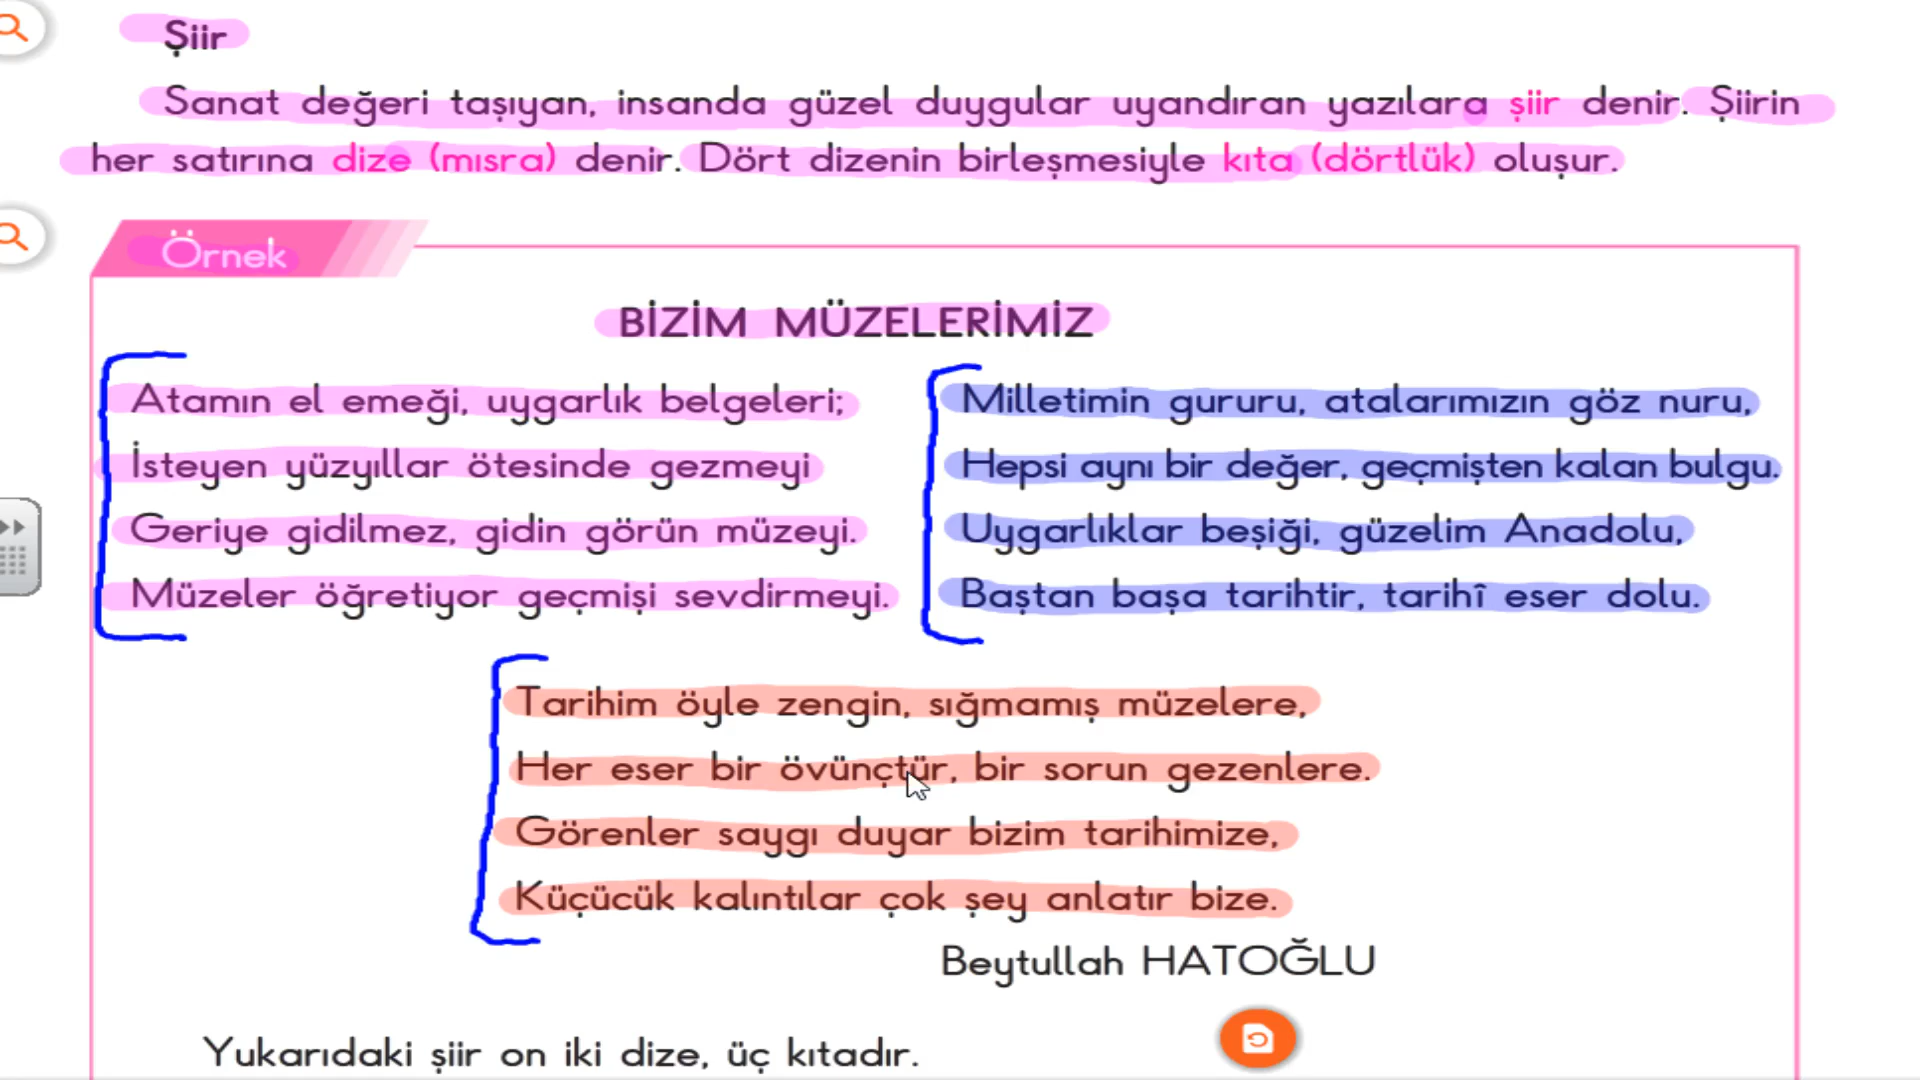 Şiir
Sanat değeri taşıyan, insanda güzel duygular uyandıran yazılara şiir denir. Şiirin
her satırına dize (mısra) denir. Dört dizenin birleşmesiyle kıta (dörtlük) oluşur.
Örnek
BİZİM MÜZELERİMİZ
Atamın el emeği, uygarlık belgeleri;
İsteyen yüzyıllar ötesinde gezmeyi
Geriye gidilmez, gidin görün müzeyi.
Müzeler öğretiyor geçmişi sevdirmeyi.
Milletimin gururu, atalarımızın göz nuru,
Hepsi aynı bir değer, geçmişten kalan bulgu.
Uygarlıklar beşiği, güzelim Anadolu,
Baştan başa tarihtir, tarihî eser dolu.
Tarihim öyle zengin, sığmamış müzelere,
Her eser bir övünçtür, bir sorun gezenlere.
Görenler saygı duyar bizim tarihimize,
Küçücük kalıntılar çok şey anlatır bize.
Beytullah HATOĞLU
Yukarıdaki şiir on iki dize, üç kıtadır.